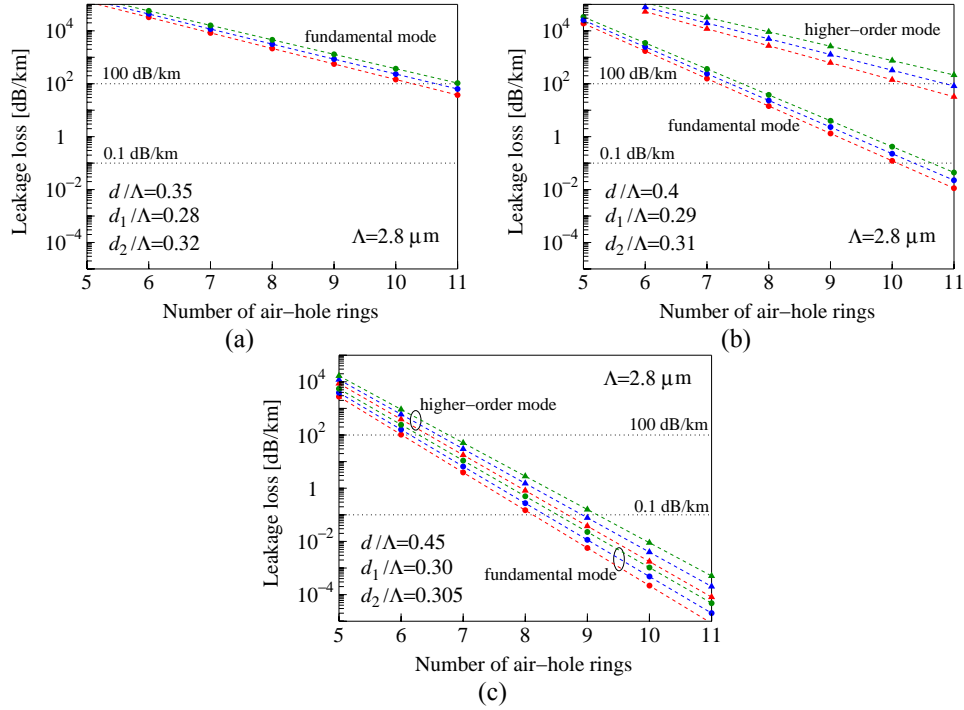 Leakage loss [dB/km]
10^4
10^2
1
10^−2
10^−4
fundamental mode
100 dB/km
0.1 dB/km
d/Λ=0.35
d1/Λ=0.28
d2/Λ=0.32
Λ=2.8 μm
5 6 7 8 9 10 11
Number of air−hole rings
(a)
Leakage loss [dB/km]
10^4
10^2
1
10^−2
10^−4
higher−order mode
100 dB/km
fundamental mode
0.1 dB/km
d/Λ=0.4
d1/Λ=0.29
d2/Λ=0.31
Λ=2.8 μm
5 6 7 8 9 10 11
Number of air−hole rings
(b)
Leakage loss [dB/km]
10^4
10^2
1
10^−2
10^−4
Λ=2.8 μm
higher−order mode
100 dB/km
0.1 dB/km
d/Λ=0.45
d1/Λ=0.30
d2/Λ=0.305
fundamental mode
5 6 7 8 9 10 11
Number of air−hole rings
(c)